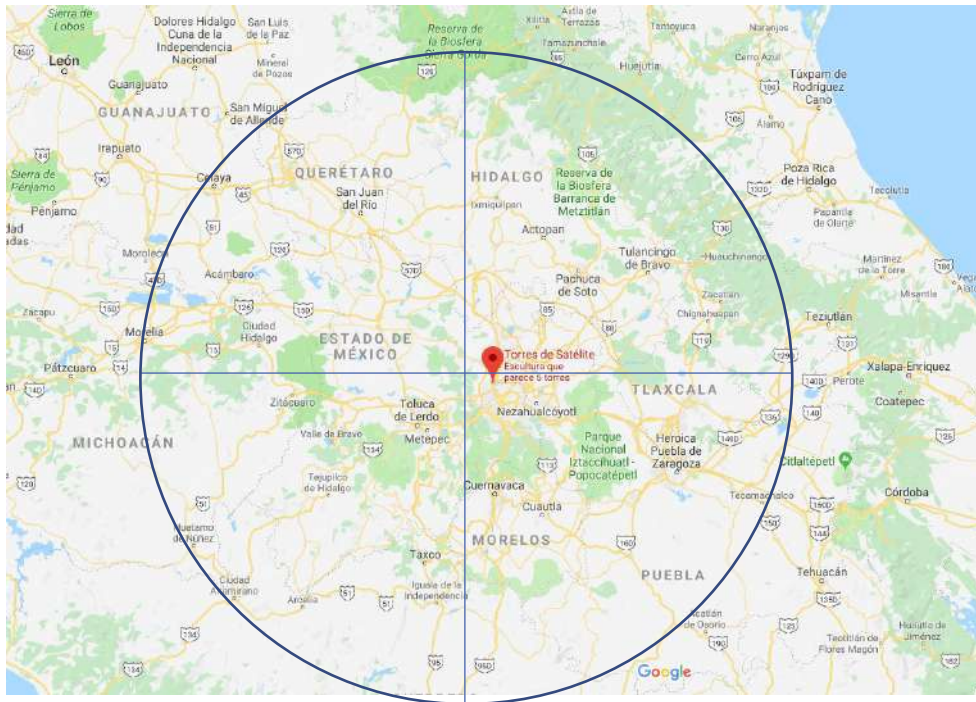 Sierra de
Lobos
León
Dolores Hidalgo
Cuna de la
Independencia
Nacional
San Luis
de la Paz
Mineral
de Pozos
Guanajuato
GUANAJUATO
San Miguel
de Allende
Irapuato
Sierra de
Pénjamo
Pénjamo
Celaya
QUERÉTARO
San Juan
del Río
Reserva de
la Biosfera
Sierra Gorda
Xilitla
Axtla de
Terrazas
Tamazunchale
Huejutla
Tamoyuca
Naranjos
Cerro Azul
Túxpam de
Rodríguez
Cano
Álamo
Poza Rica
de Hidalgo
Tecolutla
Papantla
de Olarte
Martínez
de la Torre
Misantla
HIDALGO
Ixmiquilpan
Reserva de
la Biosfera
Barranca de
Metztitlán
Actopan
Tulancingo
de Bravo
Huauchinango
Pachuca
de Soto
Zacatlán
Chignahuapan
Teziutlán
Moroleón
Acámbaro
Zacapu
Morelia
Ciudad
Hidalgo
ESTADO DE
MÉXICO
Torres de Satélite
Escultura que
parece 5 torres
Pátzcuaro
Zitácuaro
Toluca
de Lerdo
Metepec
Nezahualcóyotl
TLAXCALA
Perote
Xalapa-Enríquez
Coatepec
MICHOACÁN
Valle de Bravo
Parque
Nacional
Iztaccíhuatl -
Popocatépetl
Heroica
Puebla de
Zaragoza
Citlaltépetl
Tejupilco
de Hidalgo
Cuernavaca
Cuautla
Tecamachalco
Córdoba
Huetamo
de Núñez
MORELOS
Taxco
PUEBLA
Tehuacán
Ciudad
Altamirano
Arcelia
Iguala de la
Independencia
Acatlán
de Osorio
Teotitlán de
Flores Magón
Huautla de
Jiménez
Google